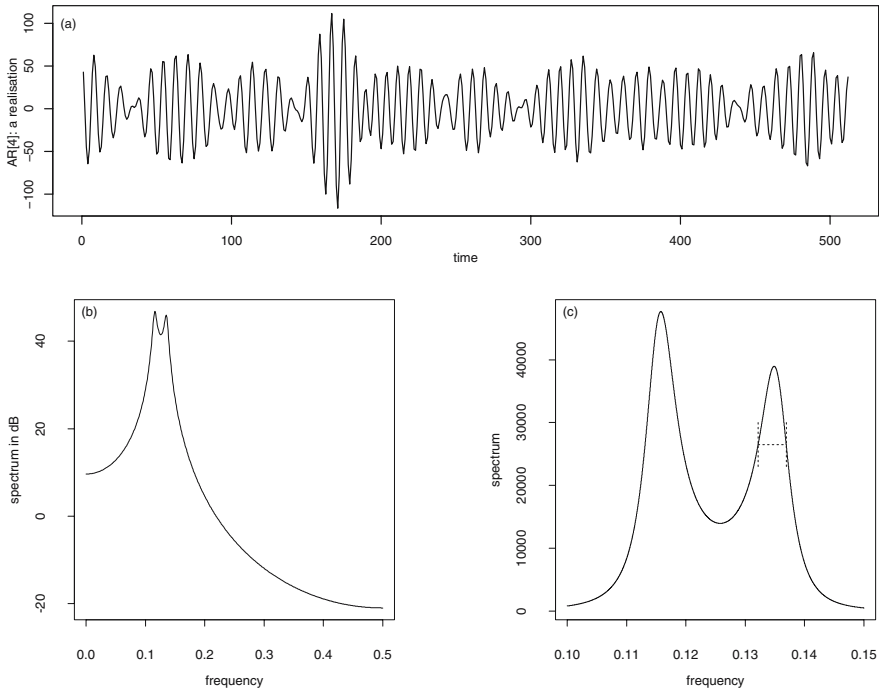 (a)
AR[4]: a realisation
100
50
0
−50
−100
0 100 200 300 400 500
time
(b)
spectrum in dB
40
20
0
-20
0.0 0.1 0.2 0.3 0.4 0.5
frequency
(c)
spectrum
40000
30000
20000
10000
0
0.10 0.11 0.12 0.13 0.14 0.15
frequency